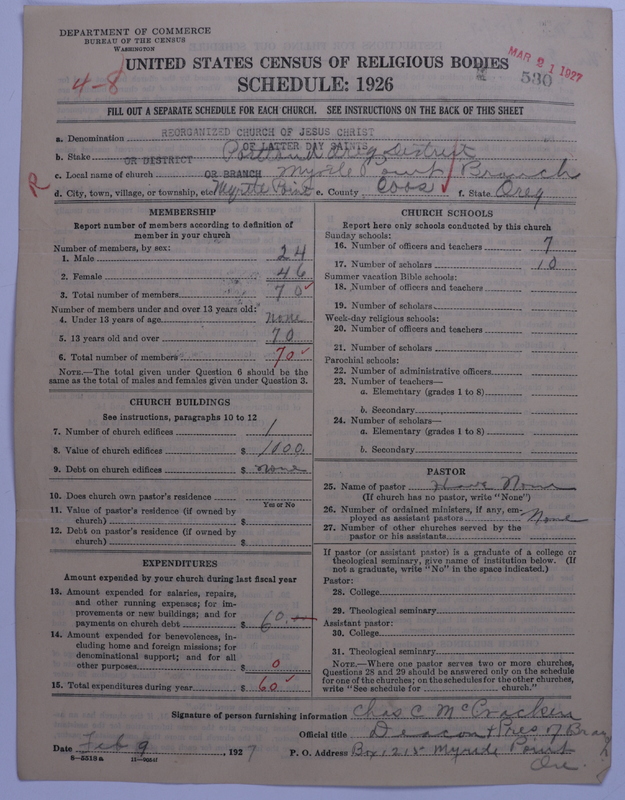 DEPARTMENT OF COMMERCE
BUREAU OF THE CENSUS
WASHINGTON
4-8
UNITED STATES CENSUS OF RELIGIOUS BODIES
MAR 21 1927
530
SCHEDULE: 1926
FILL OUT A SEPARATE SCHEDULE FOR EACH CHURCH. SEE INSTRUCTIONS ON THE BACK OF THIS SHEET
a. Denomination REORGANIZED CHURCH OF JESUS CHRIST
OF LATTER DAY SAINTS
b. Stake OR DISTRICT Portland Oreg District
c. Local name of church OR BRANCH Myrtle Point Branch
R
d. City, town, village, or township, etc. Myrtle Point e. County Coos f. State Oreg
MEMBERSHIP
Report number of members according to definition of
member in your church
Number of members, by sex:
1. Male 24
2. Female 46
3. Total number of members 70
Number of members under and over 13 years old:
4. Under 13 years of age None
5. 13 years old and over 70
6. Total number of members 70
NOTE.—The total given under Question 6 should be the
same as the total of males and females given under Question 3.
CHURCH BUILDINGS
See instructions, paragraphs 10 to 12
7. Number of church edifices 1
8. Value of church edifices $ 1000.
9. Debt on church edifices $ none
10. Does church own pastor's residence
Yes or No
11. Value of pastor's residence (if owned by
church) $
12. Debt on pastor's residence (if owned by
church) $
EXPENDITURES
Amount expended by your church during last fiscal year
13. Amount expended for salaries, repairs,
and other running expenses; for im-
provements or new buildings; and for
payments on church debt $ 60.
14. Amount expended for benevolences, in-
cluding home and foreign missions; for
denominational support; and for all
other purposes $ 0
15. Total expenditures during year $ 60
CHURCH SCHOOLS
Report here only schools conducted by this church
Sunday schools:
16. Number of officers and teachers 7
17. Number of scholars 10
Summer vacation Bible schools:
18. Number of officers and teachers
19. Number of scholars
Week-day religious schools:
20. Number of officers and teachers
21. Number of scholars
Parochial schools:
22. Number of administrative officers
23. Number of teachers—
a. Elementary (grades 1 to 8)
b. Secondary
24. Number of scholars—
a. Elementary (grades 1 to 8)
b. Secondary
PASTOR
25. Name of pastor Have None
(If church has no pastor, write "None")
26. Number of ordained ministers, if any, em-
ployed as assistant pastors None
27. Number of other churches served by the
pastor or his assistants
If pastor (or assistant pastor) is a graduate of a college or
theological seminary, give name of institution below. (If
not a graduate, write "No" in the space indicated.)
Pastor:
28. College
29. Theological seminary
Assistant pastor:
30. College
31. Theological seminary
NOTE.—Where one pastor serves two or more churches,
Questions 28 and 29 should be answered only on the schedule
for one of the churches; on the schedules for the other churches,
write "See schedule for church."
Signature of person furnishing information Chas C McCracken
Official title Deacon & Pres of Branch
Date Feb 9, 1927 P. O. Address Box 1215 Myrtle Point
Ore.
8-5518a